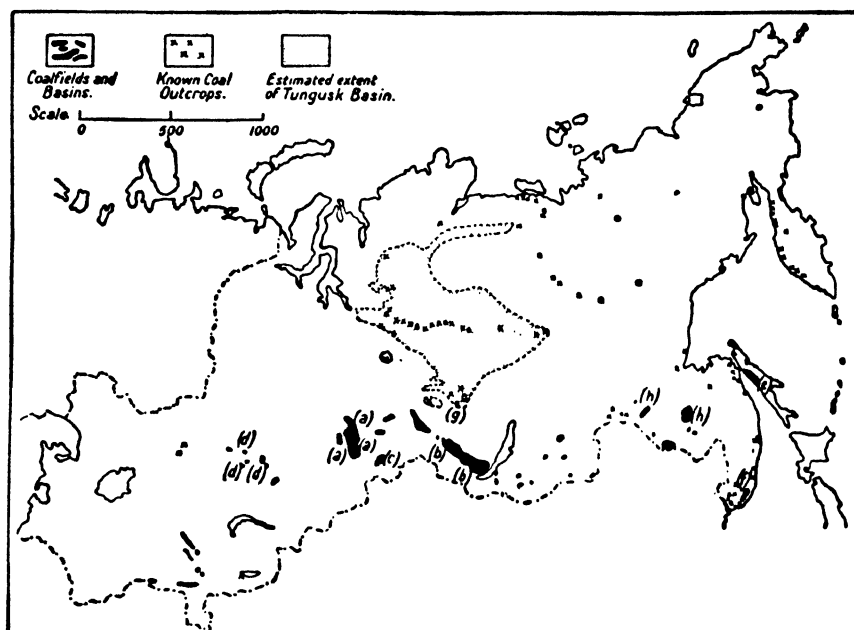 Coalfields and Basins.
Known Coal Outcrops.
Estimated extent of Tungusk Basin.
Scale 0 500 1000
(g)
(h)
(h)
(a)
(d)
(a)
(a)
(b)
(d)
(d)
(c)
(b)